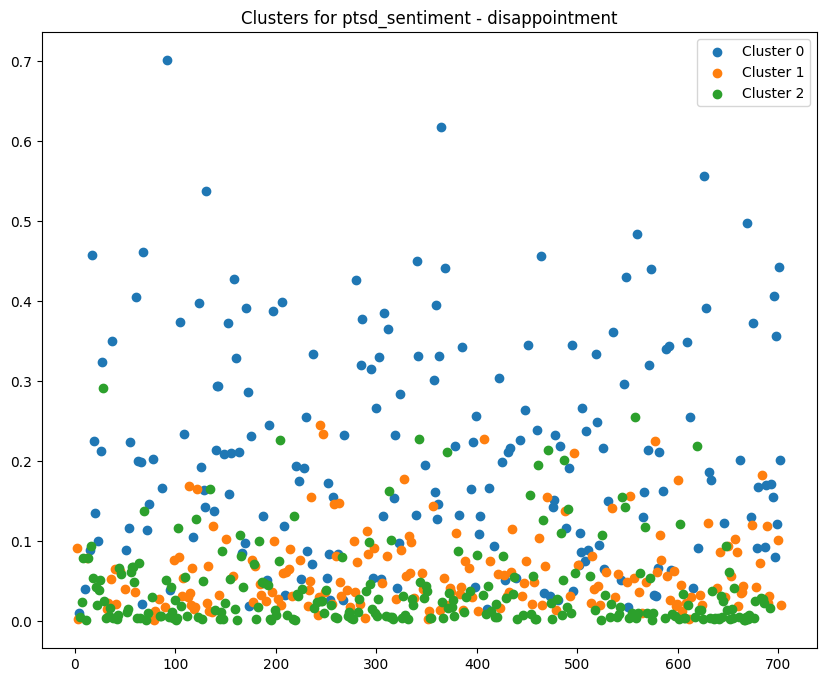 Clusters for ptsd_sentiment - disappointment
Cluster 0
Cluster 1
Cluster 2
0.7
0.6
0.5
0.4
0.3
0.2
0.1
0.0
0 100 200 300 400 500 600 700